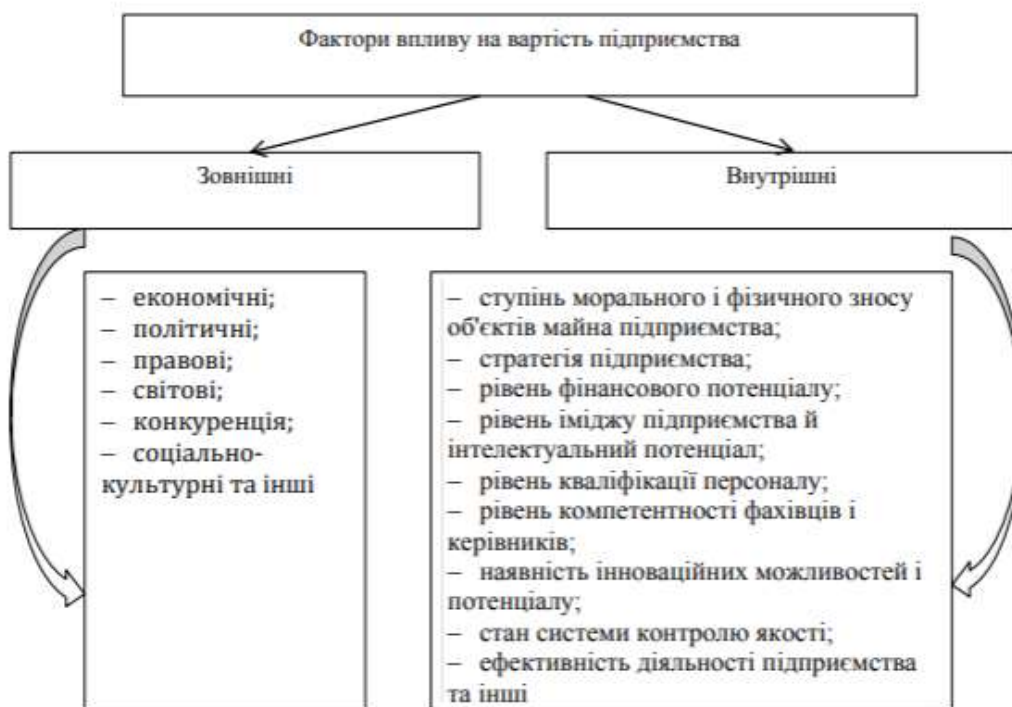 Фактори впливу на вартість підприємства
Зовнішні
Внутрішні
– економічні;
– політичні;
– правові;
– світові;
– конкуренція;
– соціально-
культурні та інші
– ступінь морального і фізичного зносу
об'єктів майна підприємства;
– стратегія підприємства;
– рівень фінансового потенціалу;
– рівень іміджу підприємства й
інтелектуальний потенціал;
– рівень кваліфікації персоналу;
– рівень компетентності фахівців і
керівників;
– наявність інноваційних можливостей і
потенціалу;
– стан системи контролю якості;
– ефективність діяльності підприємства
та інші